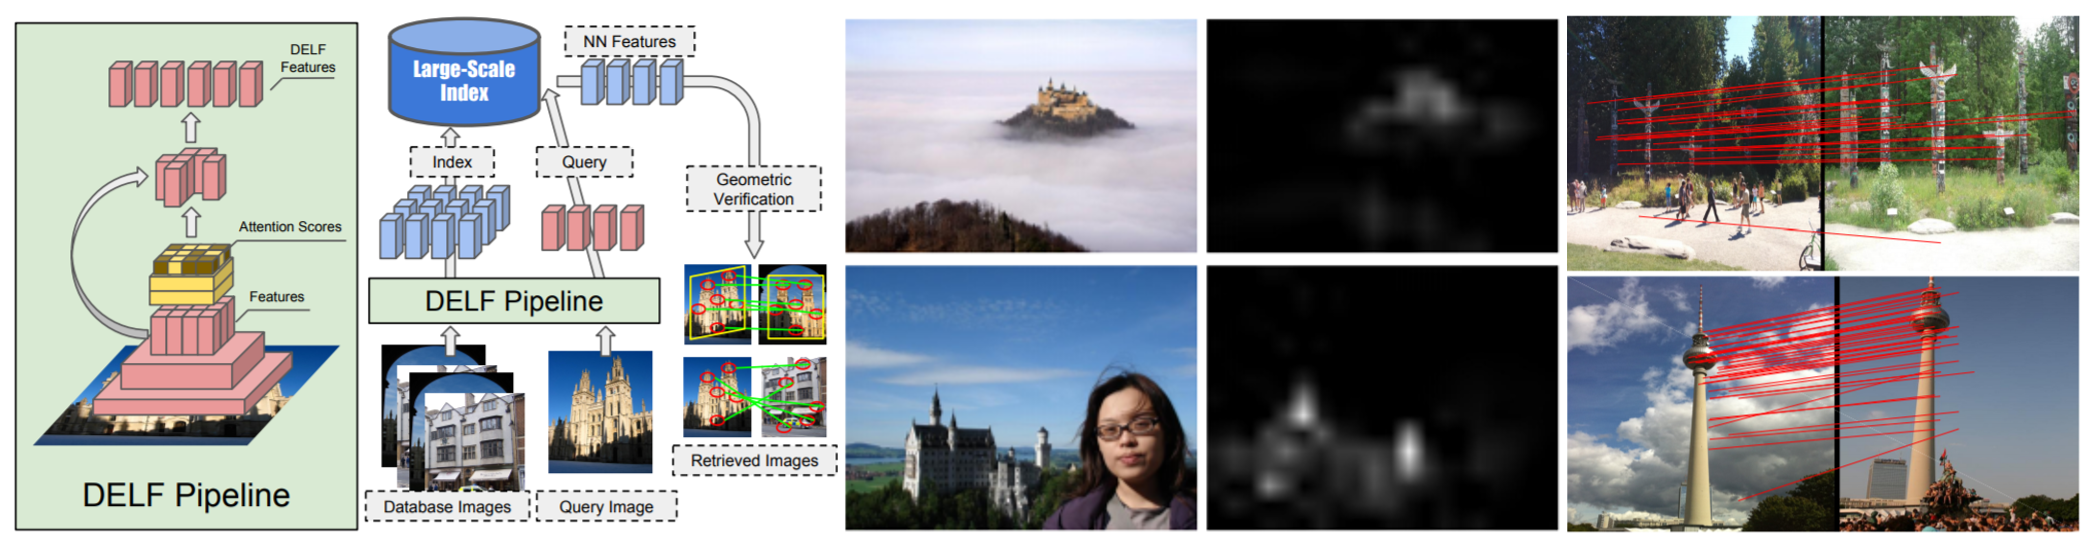 DELF
Features
Attention Scores
Features
DELF Pipeline
Large-Scale
Index
NN Features
Index
Query
Geometric
Verification
DELF Pipeline
Retrieved Images
Database Images
Query Image